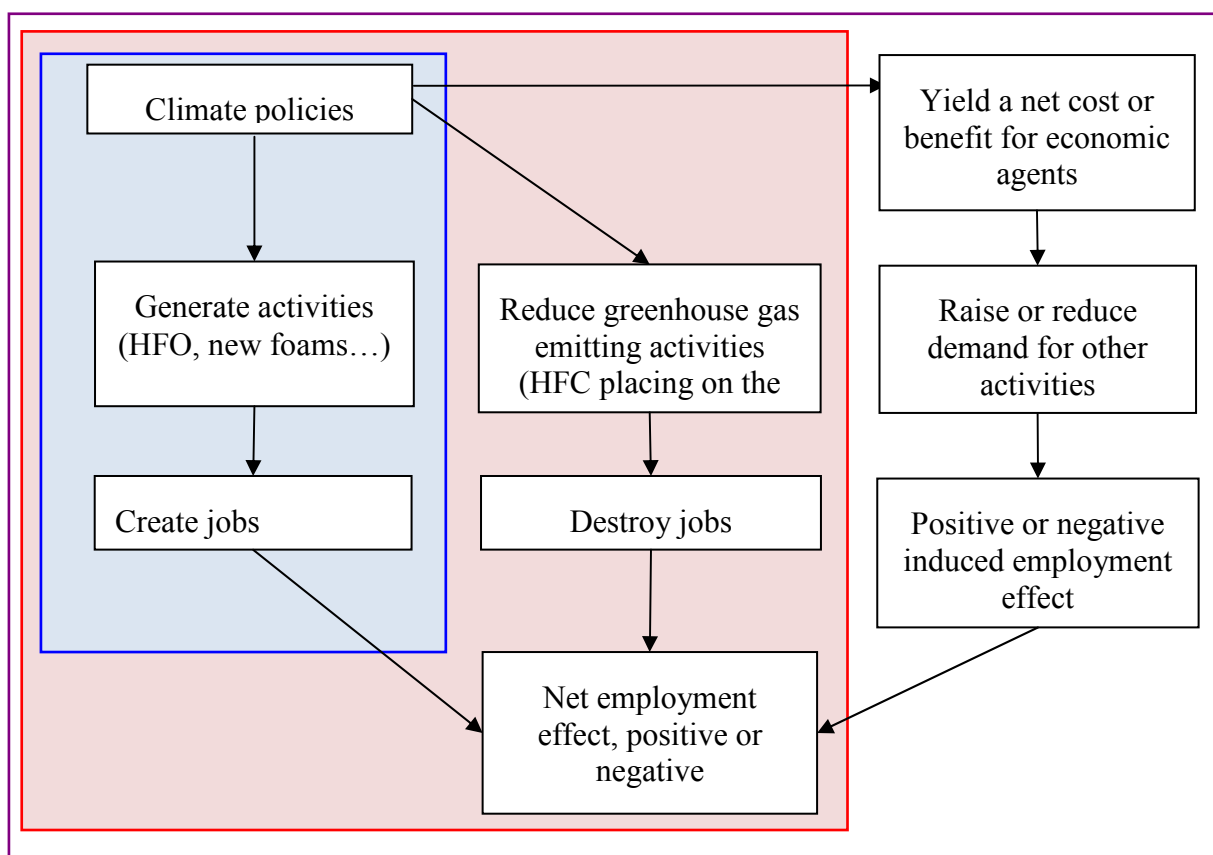 Climate policies
Yield a net cost or
benefit for economic
agents
Generate activities
(HFO, new foams…)
Reduce greenhouse gas
emitting activities
(HFC placing on the
Raise or reduce
demand for other
activities
Create jobs
Destroy jobs
Positive or negative
induced employment
effect
Net employment
effect, positive or
negative